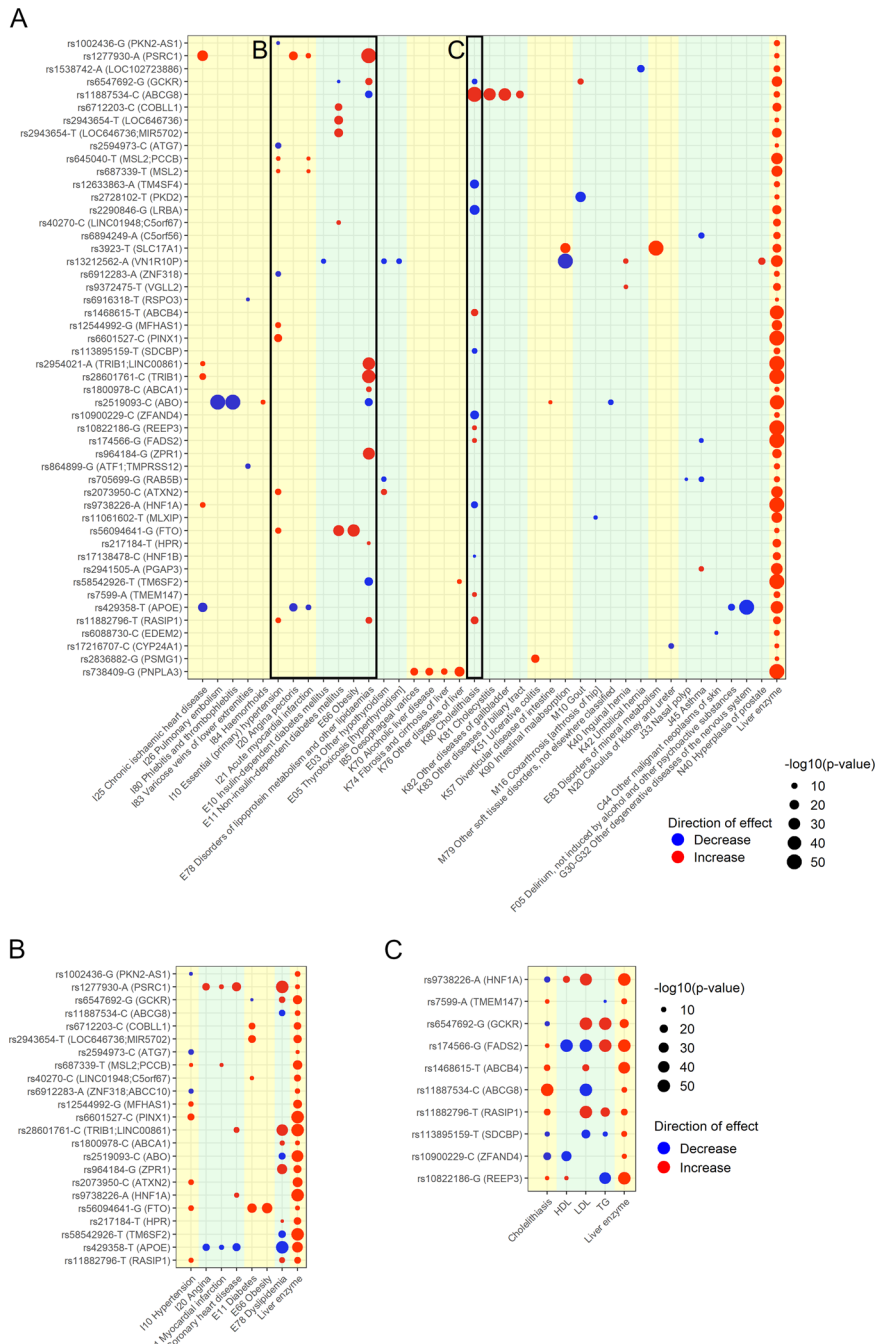 A
B
C
rs1002436-G (PKN2-AS1)
rs1277930-A (PSRC1)
rs1538742-A (LOC102723886)
rs6547692-G (GCKR)
rs11887534-C (ABCG8)
rs6712203-C (COBLL1)
rs2943654-T (LOC646736)
rs2943654-T (LOC646736;MIR5702)
rs2594973-C (ATG7)
rs645040-T (MSL2;PCCB)
rs687339-T (MSL2)
rs12633863-A (TM4SF4)
rs2728102-T (PKD2)
rs2290846-G (LRBA)
rs40270-C (LINC01948;C5orf67)
rs6894249-A (C5orf56)
rs3923-T (SLC17A1)
rs13212562-A (VN1R10P)
rs6912283-A (ZNF318)
rs9372475-T (VGLL2)
rs6916318-T (RSPO3)
rs1468615-T (ABCB4)
rs12544992-G (MFHAS1)
rs6601527-C (PINX1)
rs113895159-T (SDCBP)
rs2954021-A (TRIB1;LINC00861)
rs28601761-C (TRIB1)
rs1800978-C (ABCA1)
rs2519093-C (ABO)
rs10900229-C (ZFAND4)
rs10822186-G (REEP3)
rs174566-G (FADS2)
rs964184-G (ZPR1)
rs864899-G (ATF1;TMPRSS12)
rs705699-G (RAB5B)
rs2073950-C (ATXN2)
rs9738226-A (HNF1A)
rs11061602-T (MLXIP)
rs56094641-G (FTO)
rs217184-T (HPR)
rs17138478-C (HNF1B)
rs2941505-A (PGAP3)
rs58542926-T (TM6SF2)
rs7599-A (TMEM147)
rs429358-T (APOE)
rs11882796-T (RASIP1)
rs6088730-C (EDEM2)
rs17216707-C (CYP24A1)
rs2836882-G (PSMG1)
rs738409-G (PNPLA3)
I25 Chronic ischaemic heart disease
I26 Pulmonary embolism
I80 Phlebitis and thrombophlebitis
I83 Varicose veins of lower extremities
I84 Haemorrhoids
I10 Essential (primary) hypertension
I20 Angina pectoris
I21 Acute myocardial infarction
E10 Insulin-dependent diabetes mellitus
E11 Non-insulin-dependent diabetes mellitus
E66 Obesity
E78 Disorders of lipoprotein metabolism and other lipidaemias
E03 Other hypothyroidism
E05 Thyrotoxicosis [hyperthyroidism]
I85 Oesophageal varices
K70 Alcoholic liver disease
K74 Fibrosis and cirrhosis of liver
K76 Other diseases of liver
K80 Cholelithiasis
K81 Cholecystitis
K82 Other diseases of gallbladder
K83 Other diseases of biliary tract
K51 Ulcerative colitis
K57 Diverticular disease of intestine
K90 Intestinal malabsorption
M10 Gout
M16 Coxarthrosis [arthrosis of hip]
M79 Other soft tissue disorders, not elsewhere classified
K40 Inguinal hernia
K42 Umbilical hernia
E83 Disorders of mineral metabolism
N20 Calculus of kidney and ureter
J33 Nasal polyp
J45 Asthma
C44 Other malignant neoplasms of skin
F05 Delirium, not induced by alcohol and other psychoactive substances
G30-G32 Other degenerative diseases of the nervous system
N40 Hyperplasia of prostate
Liver enzyme
Direction of effect
Decrease
Increase
-log10(p-value)
10
20
30
40
50
B
rs1002436-G (PKN2-AS1)
rs1277930-A (PSRC1)
rs6547692-G (GCKR)
rs11887534-C (ABCG8)
rs6712203-C (COBLL1)
rs2943654-T (LOC646736;MIR5702)
rs2594973-C (ATG7)
rs687339-T (MSL2;PCCB)
rs40270-C (LINC01948;C5orf67)
rs6912283-A (ZNF318;ABCC10)
rs12544992-G (MFHAS1)
rs6601527-C (PINX1)
rs28601761-C (TRIB1;LINC00861)
rs1800978-C (ABCA1)
rs2519093-C (ABO)
rs964184-G (ZPR1)
rs2073950-C (ATXN2)
rs9738226-A (HNF1A)
rs56094641-G (FTO)
rs217184-T (HPR)
rs58542926-T (TM6SF2)
rs429358-T (APOE)
rs11882796-T (RASIP1)
I10 Hypertension
I20 Angina
Myocardial infarction
Coronary heart disease
E11 Diabetes
E66 Obesity
E78 Dyslipidemia
Liver enzyme
C
rs9738226-A (HNF1A)
rs7599-A (TMEM147)
rs6547692-G (GCKR)
rs174566-G (FADS2)
rs1468615-T (ABCB4)
rs11887534-C (ABCG8)
rs11882796-T (RASIP1)
rs113895159-T (SDCBP)
rs10900229-C (ZFAND4)
rs10822186-G (REEP3)
Cholelithiasis
HDL
LDL
TG
Liver enzyme
-log10(p-value)
10
20
30
40
50
Direction of effect
Decrease
Increase